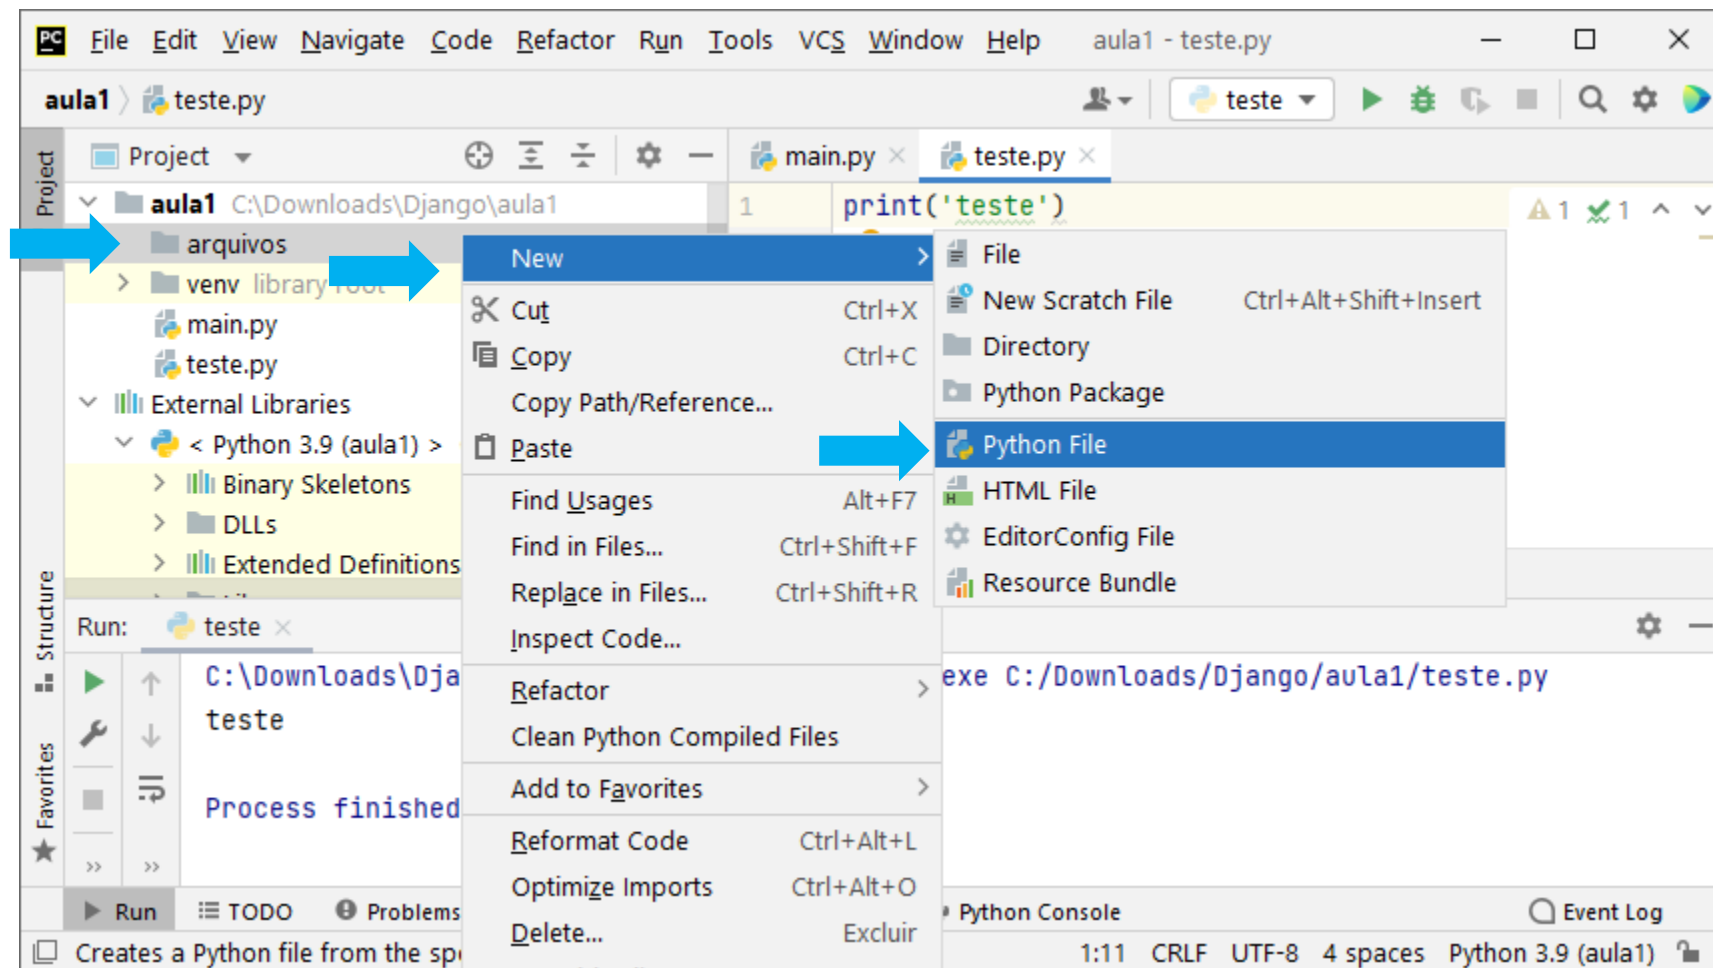 PC File Edit View Navigate Code Refactor Run Tools VCS Window Help aula1 - teste.py
aula1 teste.py teste
Project Project main.py teste.py
aula1 C:\Downloads\Django\aula1
1 print('teste') 1 1
arquivos
venv library root
main.py
teste.py
External Libraries
< Python 3.9 (aula1) >
Binary Skeletons
DLLs
Extended Definitions
New
Cut Ctrl+X
Copy Ctrl+C
Copy Path/Reference...
Paste
Find Usages Alt+F7
Find in Files... Ctrl+Shift+F
Replace in Files... Ctrl+Shift+R
Inspect Code...
Refactor
Clean Python Compiled Files
Add to Favorites
Reformat Code Ctrl+Alt+L
Optimize Imports Ctrl+Alt+O
Delete... Excluir
File
New Scratch File Ctrl+Alt+Shift+Insert
Directory
Python Package
Python File
HTML File
EditorConfig File
Resource Bundle
Structure
Favorites
Run: teste
C:\Downloads\Dja exe C:/Downloads/Django/aula1/teste.py
teste
Process finished
Run TODO Problems Python Console Event Log
Creates a Python file from the sp 1:11 CRLF UTF-8 4 spaces Python 3.9 (aula1)